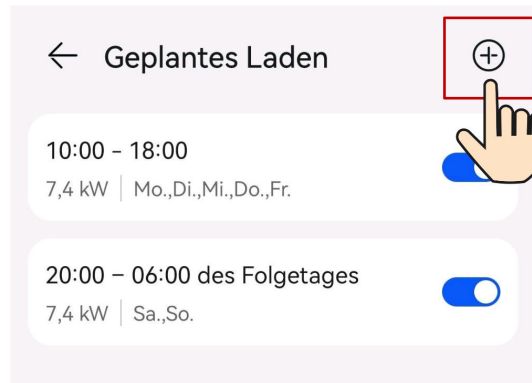 Geplantes Laden
10:00 – 18:00
7,4 kW | Mo.,Di.,Mi.,Do.,Fr.
20:00 – 06:00 des Folgetages
7,4 kW | Sa.,So.